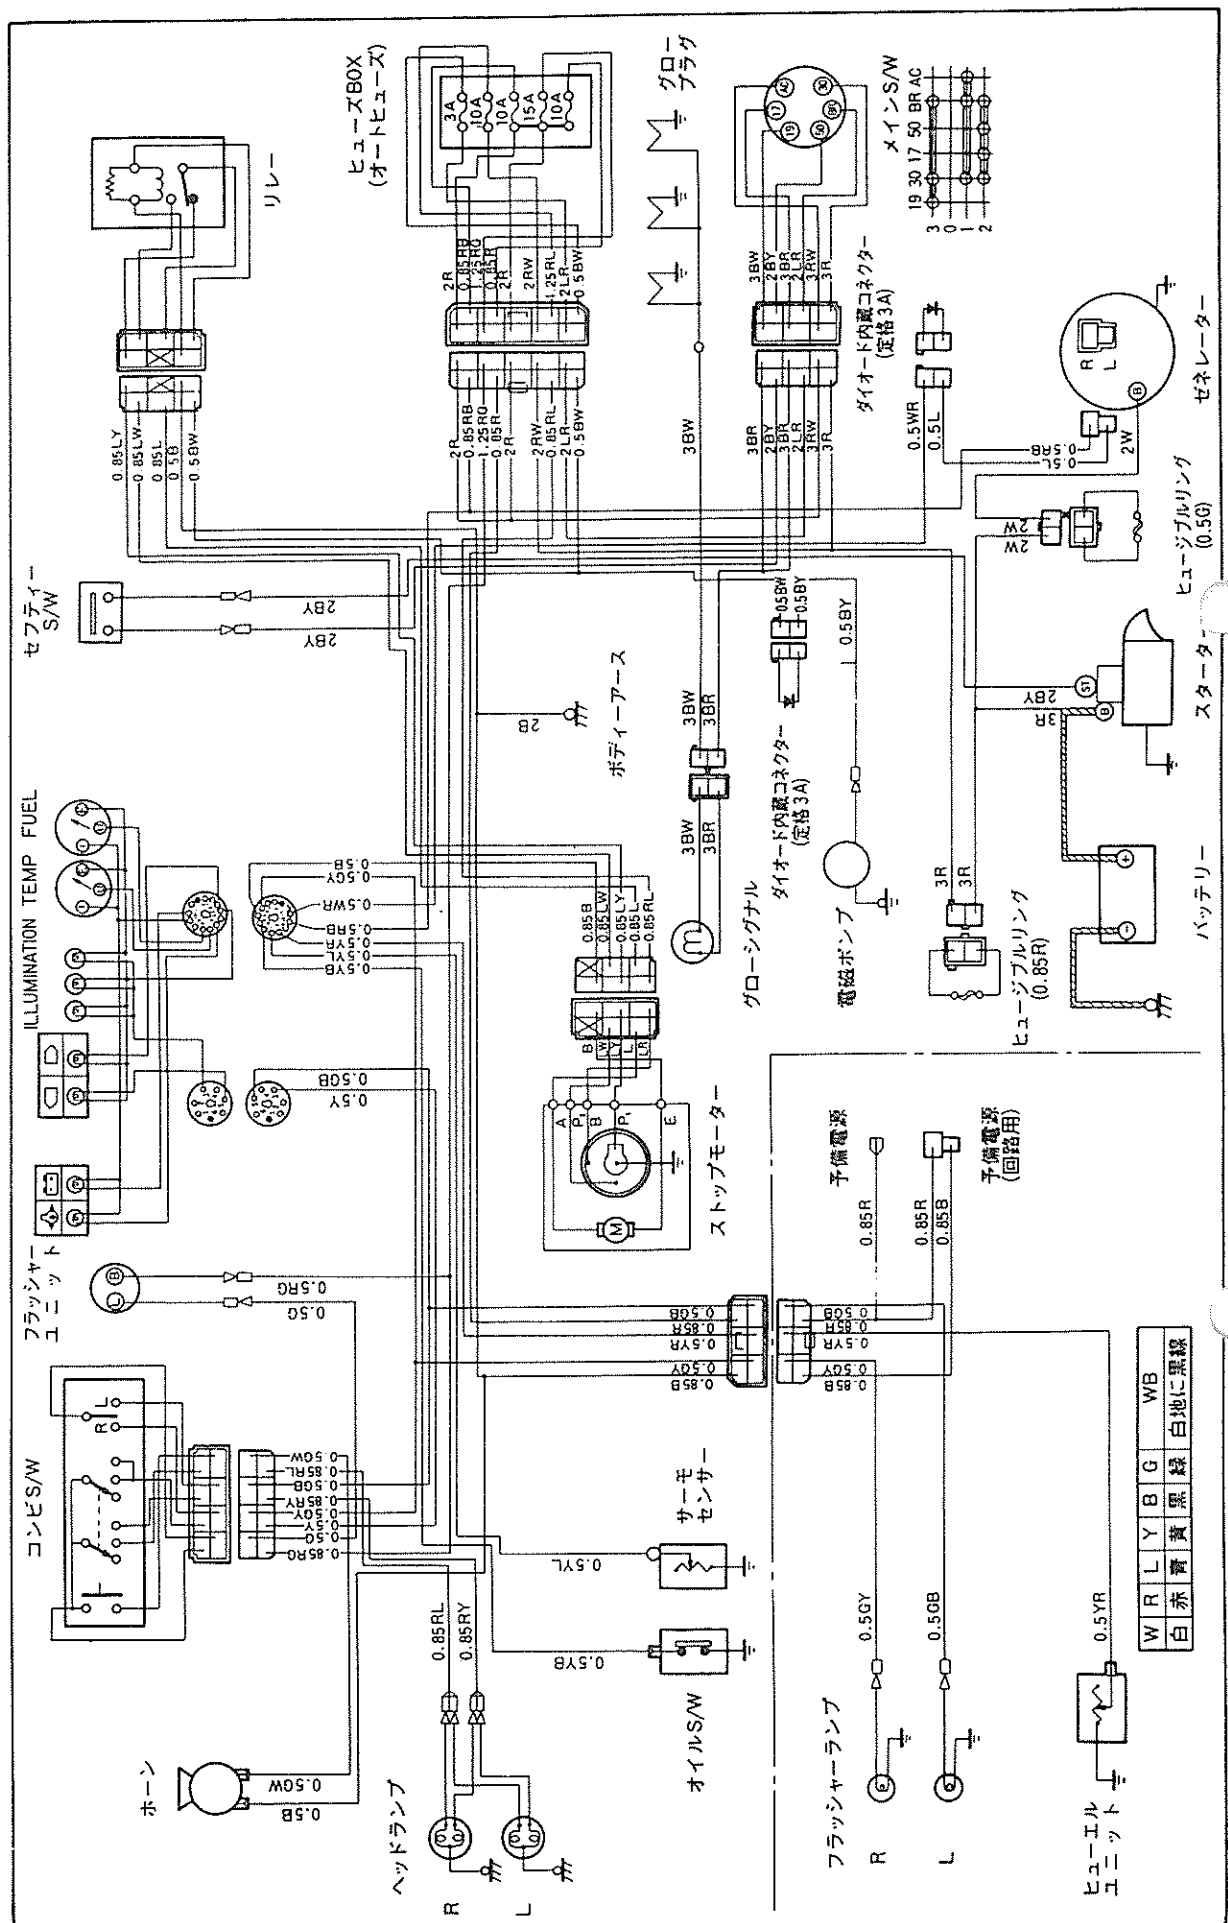 コンビS/W
R
L
0.5GW
0.85RL
0.5GB
0.85RY
0.5GY
0.5Y
0.5G
0.85RG
フラッシャー
ユニット
L
B
0.5RG
0.5G
ILLUMINATION TEMP FUEL
0.5GB
0.5Y
0.5B
0.5GY
0.5WR
0.5RB
0.5YR
0.5YL
0.5YB
セフティー
S/W
2BY
2BY
リレー
0.85LY
0.85LW
0.85L
0.5B
0.5BW
ヒューズBOX
(オートヒューズ)
3A
10A
10A
15A
10A
2R
0.85RB
1.25RG
0.85R
2R
2RW
1.25RL
2LR
0.5BW
2R
0.85RB
1.25RG
0.85R
2R
2RW
0.85RL
2LR
0.5BW
グロー
プラグ
3BW
AC
30
17
BR
19
50
3BW
2BY
3BR
2LR
3RW
3R
3BR
2BY
3BR
2LR
3RW
3R
メインS/W
19 30 17 50 BR AC
3
0
1
2
ダイオード内蔵コネクター
(定格3A)
0.5WR
0.5L
ゼネレーター
R
L
B
0.5RB
0.5L
2W
ヒュージブルリング
(0.5G)
2W
2W
スターター
ST
B
2BY
3R
バッテリー
+
−
ヒュージブルリング
(0.85R)
3R
3R
電磁ポンプ
0.5BY
ダイオード内蔵コネクター
(定格3A)
0.5BW
0.5BY
グローシグナル
3BW
3BR
3BW
3BR
ボディーアース
2B
ストップモーター
0.85B
0.85LW
0.85LY
0.85L
0.85RL
B
LW
LY
L
LR
A
P₁
B
P₁
E
M
ホーン
0.5GW
0.5B
ヘッドランプ
R
L
0.85RL
0.85RY
オイルS/W
0.5YB
サーモ
センサー
0.5YL
0.5GB
0.85R
0.5YR
0.5GY
0.85B
0.5GB
0.85R
0.5YR
0.5GY
0.85B
予備電源
0.85R
予備電源
(回路用)
0.85R
0.85B
フラッシャーランプ
R
L
0.5GY
0.5GB
ヒューエル
ユニット
0.5YR
W R L Y B G WB
白 赤 青 黄 黒 緑 白地に黒線